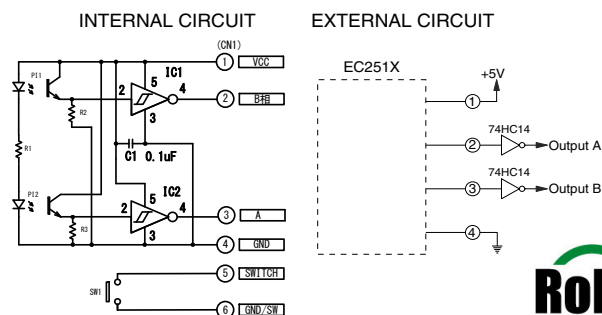 INTERNAL CIRCUIT
(CN1)
1 VCC
PI1
IC1
5
2
4
3
R2
2 B相
R1
C1 0.1uF
PI2
IC2
5
2
4
3
R3
3 A
4 GND
5 SWITCH
SW1
6 GND/SW
EXTERNAL CIRCUIT
EC251X
+5V
1
74HC14
2
Output A
74HC14
3
Output B
4